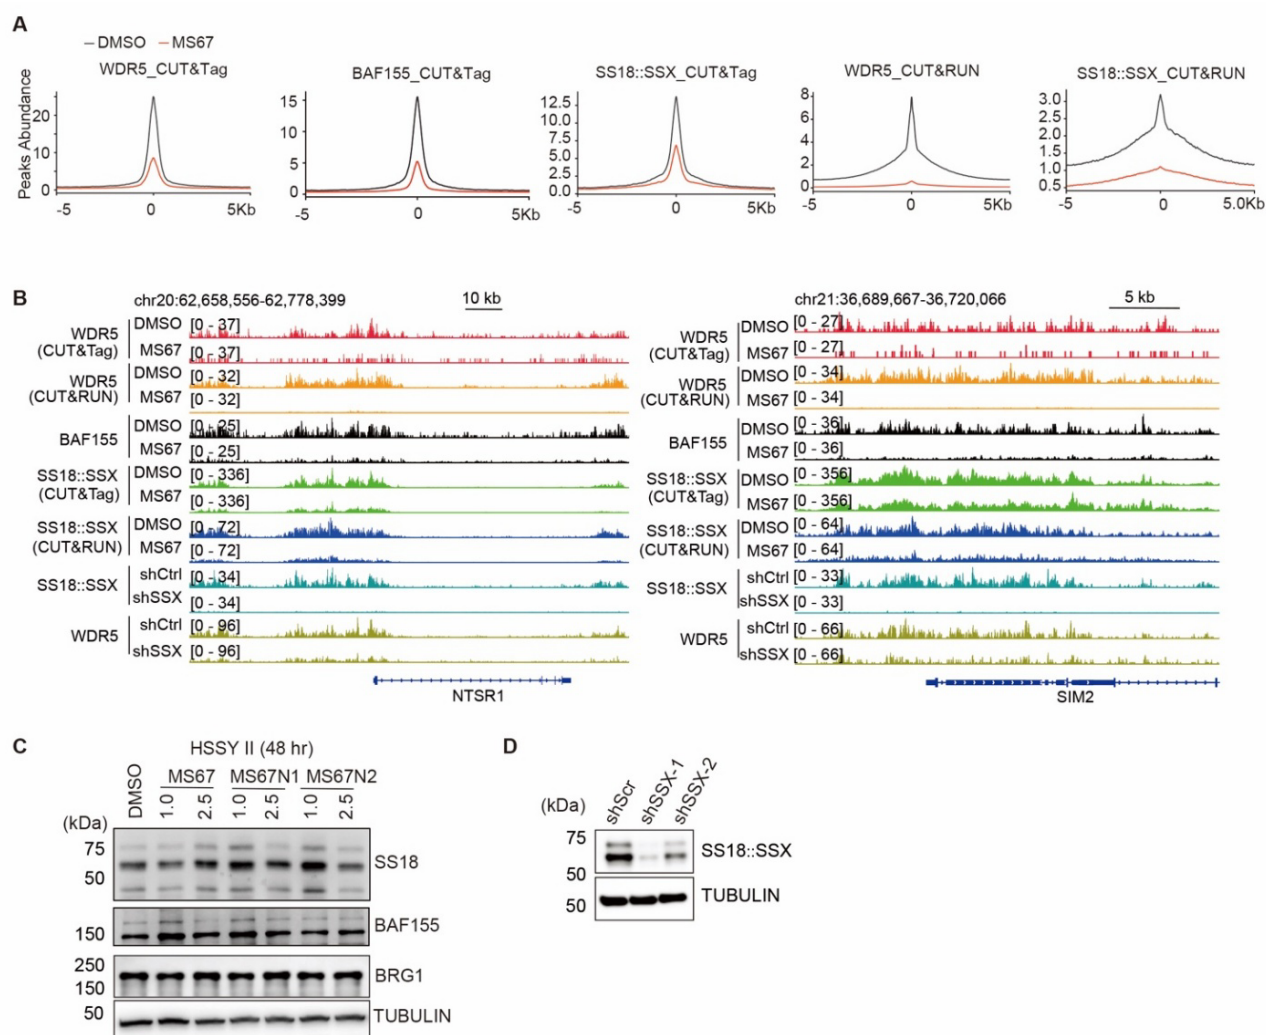 A
DMSO MS67
WDR5_CUT&Tag BAF155_CUT&Tag SS18::SSX_CUT&Tag WDR5_CUT&RUN SS18::SSX_CUT&RUN
Peaks Abundance
20 10 0
-5 0 5Kb
15 10 5 0
-5 0 5Kb
12.5 10.0 7.5 5.0 2.5 0.0
-5 0 5Kb
8 6 4 2 0
-5 0 5Kb
3.0 2.5 2.0 1.5 1.0 0.5
-5 0 5.0Kb
B
chr20:62,658,556-62,778,399 10 kb
WDR5 (CUT&Tag) DMSO [0 - 37]
MS67 [0 - 37]
WDR5 (CUT&RUN) DMSO [0 - 32]
MS67 [0 - 32]
BAF155 DMSO [0 - 25]
MS67 [0 - 25]
SS18::SSX (CUT&Tag) DMSO [0 - 336]
MS67 [0 - 336]
SS18::SSX (CUT&RUN) DMSO [0 - 72]
MS67 [0 - 72]
SS18::SSX shCtrl [0 - 34]
shSSX [0 - 34]
WDR5 shCtrl [0 - 96]
shSSX [0 - 96]
NTSR1
chr21:36,689,667-36,720,066 5 kb
WDR5 (CUT&Tag) DMSO [0 - 27]
MS67 [0 - 27]
WDR5 (CUT&RUN) DMSO [0 - 34]
MS67 [0 - 34]
BAF155 DMSO [0 - 36]
MS67 [0 - 36]
SS18::SSX (CUT&Tag) DMSO [0 - 356]
MS67 [0 - 356]
SS18::SSX (CUT&RUN) DMSO [0 - 64]
MS67 [0 - 64]
SS18::SSX shCtrl [0 - 33]
shSSX [0 - 33]
WDR5 shCtrl [0 - 66]
shSSX [0 - 66]
SIM2
C
HSSY II (48 hr)
DMSO MS67 MS67N1 MS67N2
1.0 2.5 1.0 2.5 1.0 2.5
(kDa)
75
SS18
50
BAF155
150
250
BRG1
150
50
TUBULIN
D
shScr shSSX-1 shSSX-2
(kDa)
75
SS18::SSX
50
TUBULIN
50